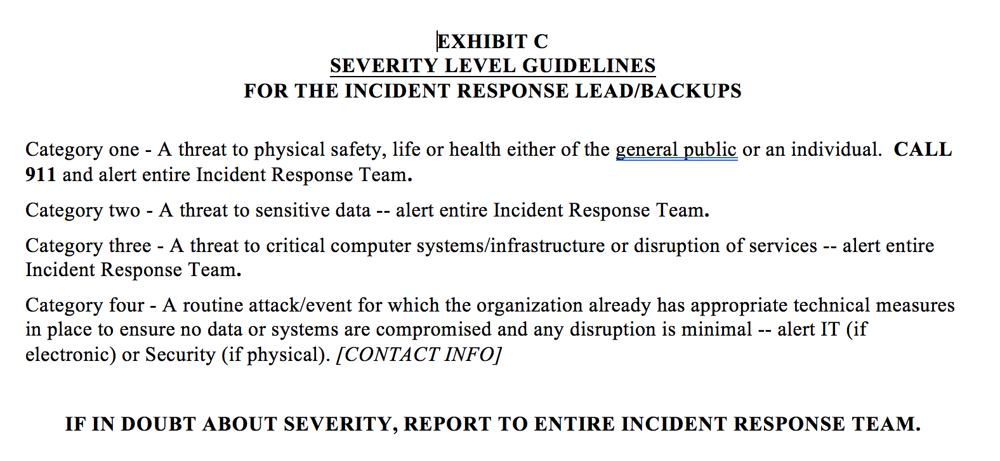 EXHIBIT C
SEVERITY LEVEL GUIDELINES
FOR THE INCIDENT RESPONSE LEAD/BACKUPS
Category one - A threat to physical safety, life or health either of the general public or an individual.  CALL
911 and alert entire Incident Response Team.
Category two - A threat to sensitive data -- alert entire Incident Response Team.
Category three - A threat to critical computer systems/infrastructure or disruption of services -- alert entire
Incident Response Team.
Category four - A routine attack/event for which the organization already has appropriate technical measures
in place to ensure no data or systems are compromised and any disruption is minimal -- alert IT (if
electronic) or Security (if physical). [CONTACT INFO]
IF IN DOUBT ABOUT SEVERITY, REPORT TO ENTIRE INCIDENT RESPONSE TEAM.